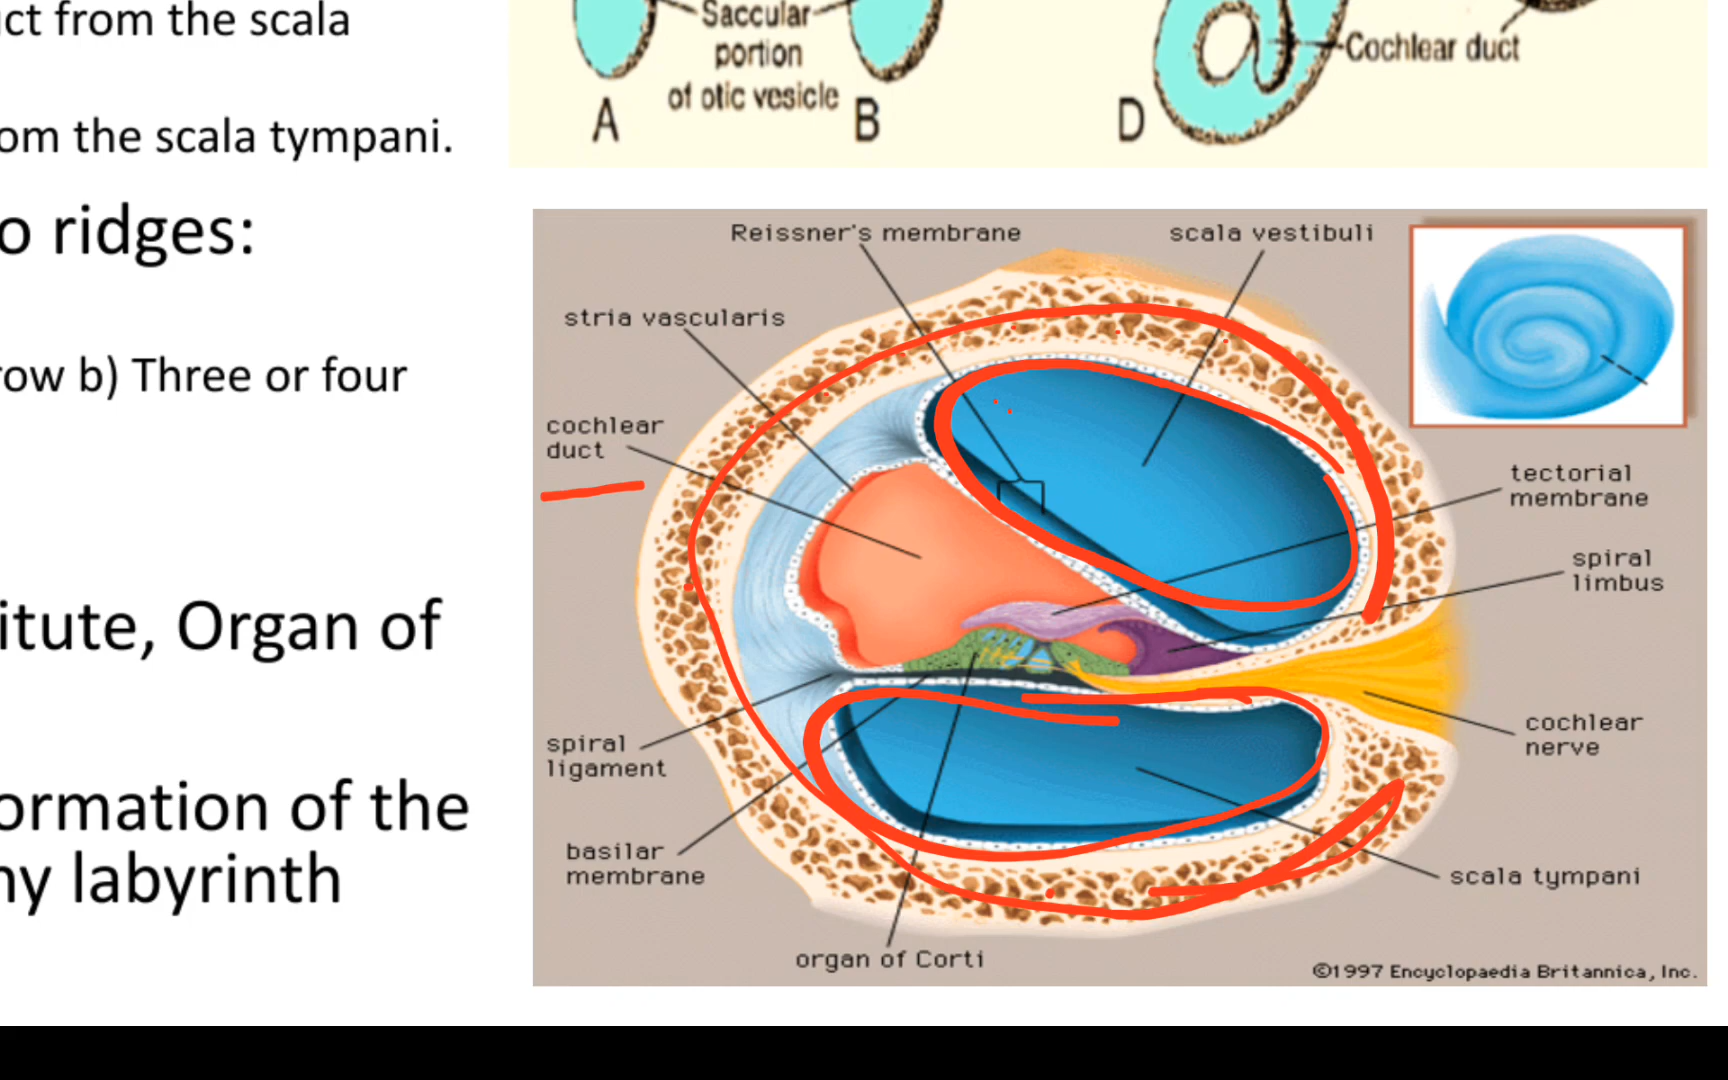 ct from the scala
om the scala tympani.
o ridges:
row b) Three or four
itute, Organ of
ormation of the
ny labyrinth
Saccular
portion
of otic vesicle
A
B
D
Cochlear duct
Reissner's membrane
scala vestibuli
stria vascularis
cochlear
duct
tectorial
membrane
spiral
limbus
spiral
ligament
cochlear
nerve
basilar
membrane
scala tympani
organ of Corti
©1997 Encyclopaedia Britannica, Inc.